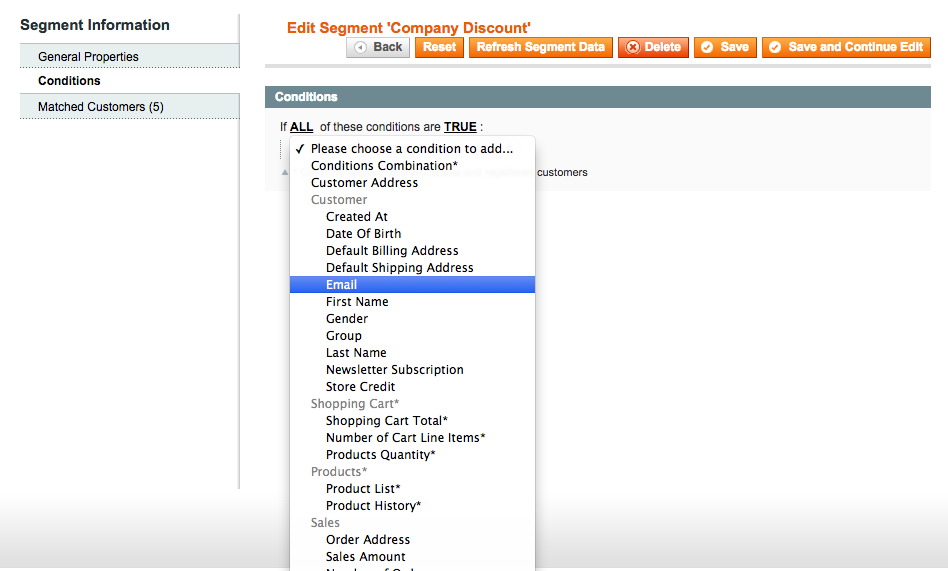 Segment Information
General Properties
Conditions
Matched Customers (5)
Edit Segment 'Company Discount'
Back Reset Refresh Segment Data Delete Save Save and Continue Edit
Conditions
If ALL of these conditions are TRUE :
✓ Please choose a condition to add...
Conditions Combination*
customers
Customer Address
Customer
Created At
Date Of Birth
Default Billing Address
Default Shipping Address
Email
First Name
Gender
Group
Last Name
Newsletter Subscription
Store Credit
Shopping Cart*
Shopping Cart Total*
Number of Cart Line Items*
Products Quantity*
Products*
Product List*
Product History*
Sales
Order Address
Sales Amount